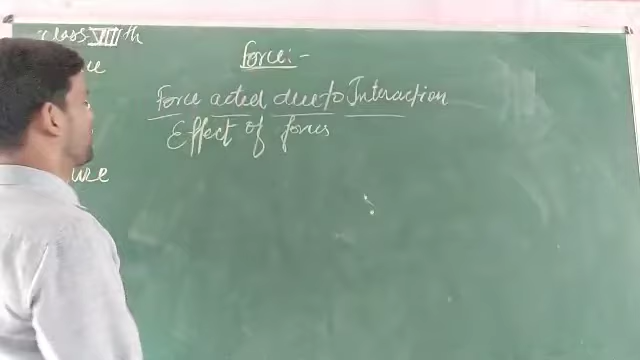 class VIII th
Force:-
Force acted due to Interaction
Effect of forces